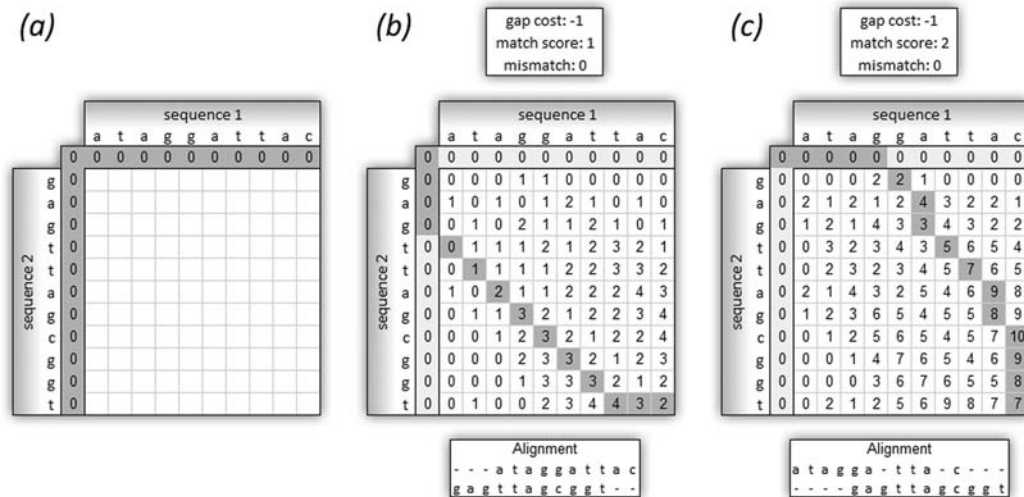 (a)
sequence 1
a t a g g a t t a c
0 0 0 0 0 0 0 0 0 0 0
sequence 2
g 0
a 0
g 0
t 0
t 0
a 0
g 0
c 0
g 0
g 0
t 0
(b)
gap cost: -1
match score: 1
mismatch: 0
sequence 1
a t a g g a t t a c
0 0 0 0 0 0 0 0 0 0 0
sequence 2
g 0 0 0 0 1 1 0 0 0 0 0
a 0 1 0 1 0 1 2 1 0 1 0
g 0 0 1 0 2 1 1 2 1 0 1
t 0 0 1 1 1 2 1 2 3 2 1
t 0 0 1 1 1 1 2 2 3 3 2
a 0 1 0 2 1 1 2 2 2 4 3
g 0 0 1 1 3 2 1 2 2 3 4
c 0 0 0 1 2 3 2 1 2 2 4
g 0 0 0 0 2 3 3 2 1 2 3
g 0 0 0 0 1 3 3 3 2 1 2
t 0 0 1 0 0 2 3 4 4 3 2
Alignment
- - - a t a g g a t t a c
g a g t t a g c g g t - -
(c)
gap cost: -1
match score: 2
mismatch: 0
sequence 1
a t a g g a t t a c
0 0 0 0 0 0 0 0 0 0 0
sequence 2
g 0 0 0 0 2 2 1 0 0 0 0
a 0 2 1 2 1 2 4 3 2 2 1
g 0 1 2 1 4 3 3 4 3 2 2
t 0 0 3 2 3 4 3 5 6 5 4
t 0 0 2 3 2 3 4 5 7 6 5
a 0 2 1 4 3 2 5 4 6 9 8
g 0 1 2 3 6 5 4 5 5 8 9
c 0 0 1 2 5 6 5 4 5 7 10
g 0 0 0 1 4 7 6 5 4 6 9
g 0 0 0 0 3 6 7 6 5 5 8
t 0 0 2 1 2 5 6 9 8 7 7
Alignment
a t a g g a - t t a - c - - -
- - - - g a g t t a g c g g t